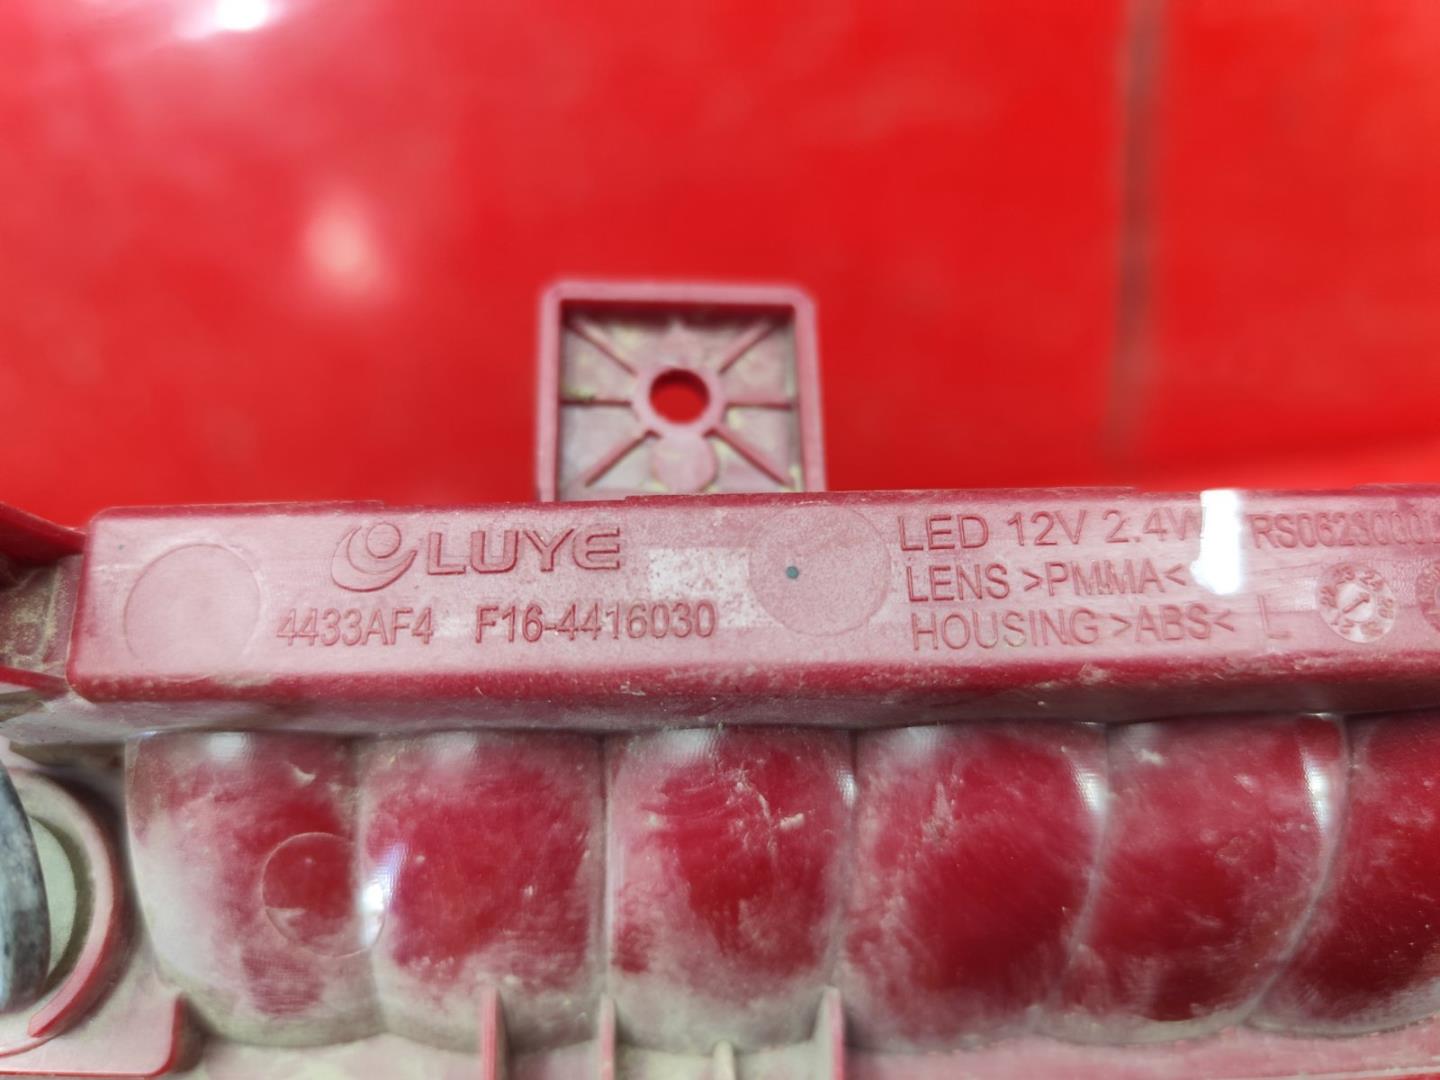 LUYE
4433AF4 F16-4416030
LED 12V 2.4W
LENS >PMMA<
HOUSING >ABS< L